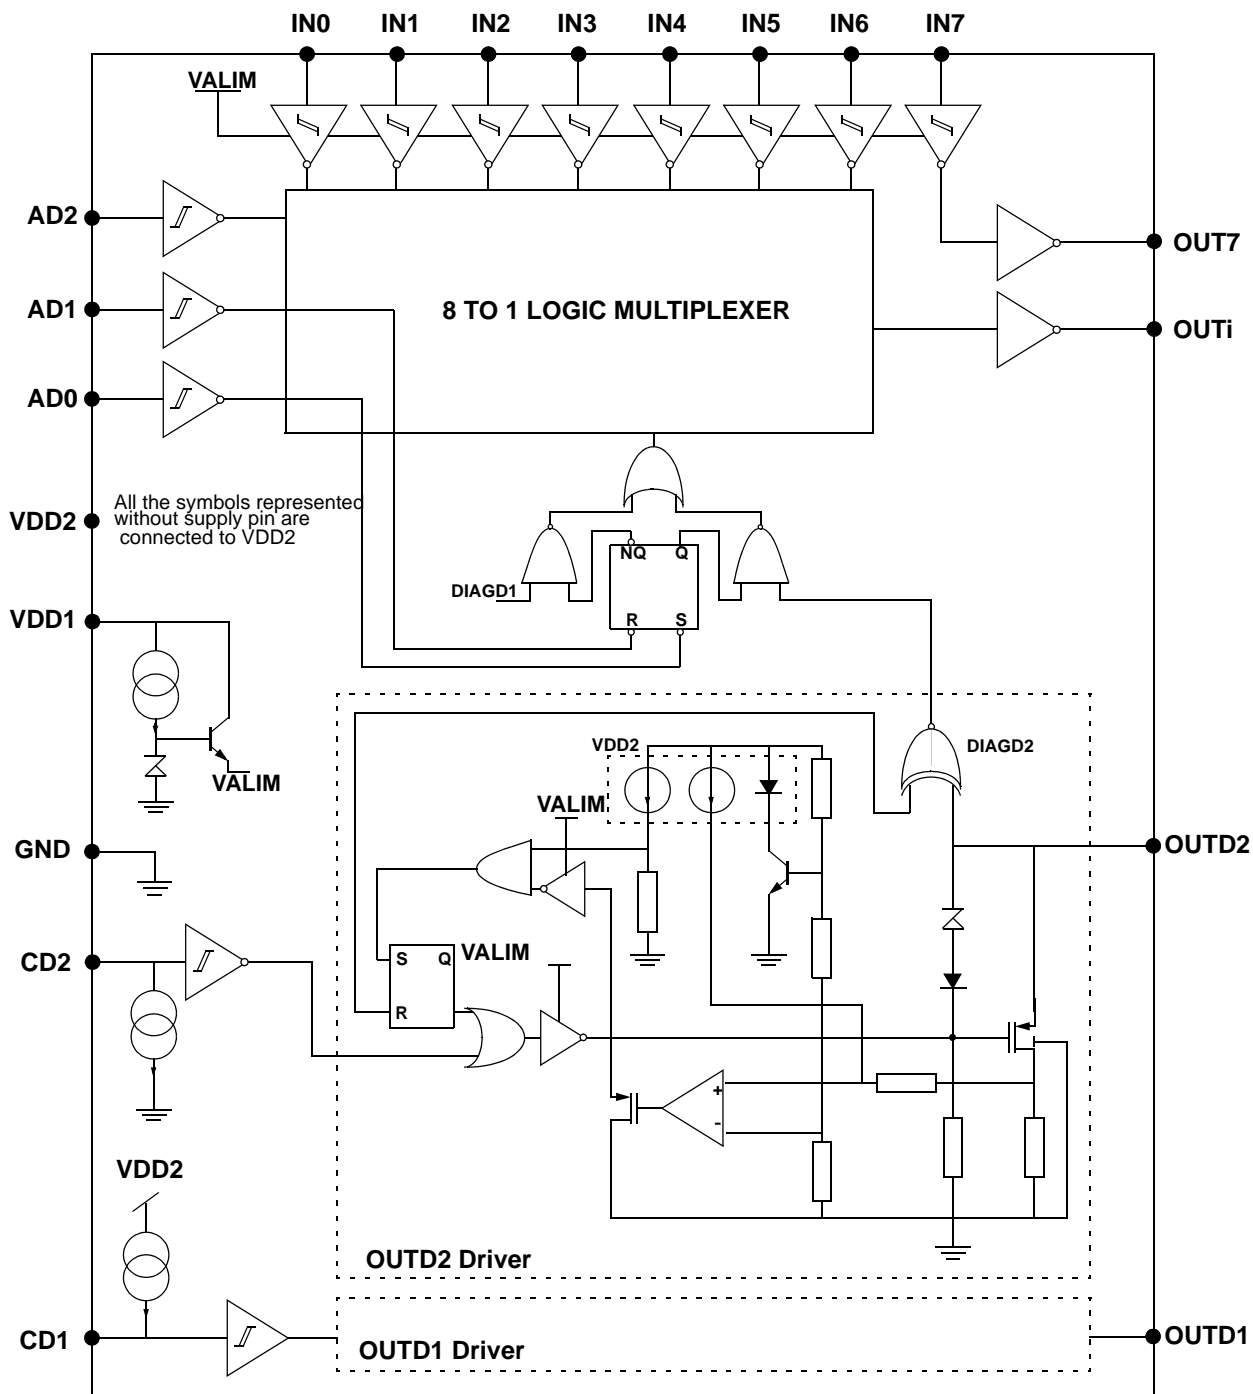 IN0 IN1 IN2 IN3 IN4 IN5 IN6 IN7
VALIM
AD2
OUT7
AD1
8 TO 1 LOGIC MULTIPLEXER
OUTi
AD0
All the symbols represented
without supply pin are
connected to VDD2
VDD2
NQ Q
DIAGD1
R S
VDD1
VDD2
DIAGD2
VALIM
VALIM
GND
OUTD2
CD2
S Q
VALIM
R
+
-
VDD2
OUTD2 Driver
CD1
OUTD1
OUTD1 Driver